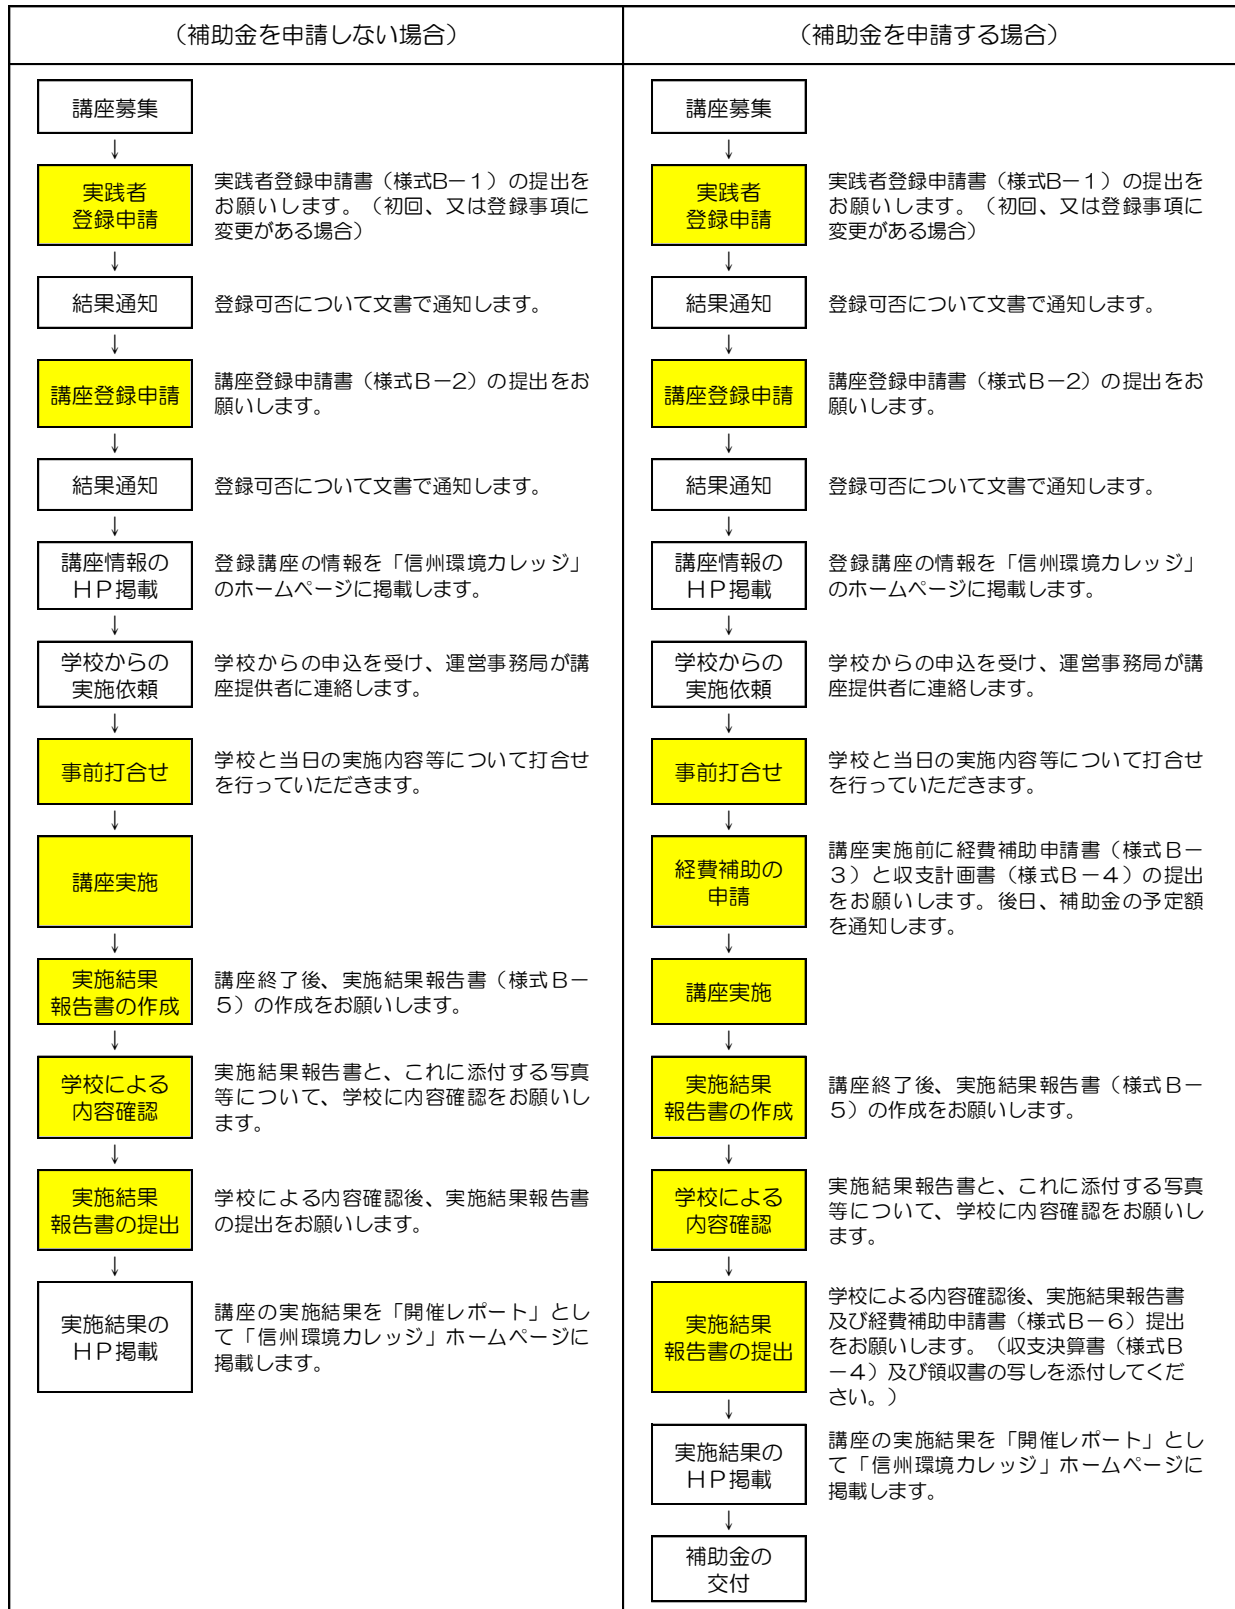 （補助金を申請しない場合）
講座募集
↓
実践者
登録申請
実践者登録申請書（様式B－１）の提出を
お願いします。（初回、又は登録事項に
変更がある場合）
↓
結果通知
登録可否について文書で通知します。
↓
講座登録申請
講座登録申請書（様式Ｂ－2）の提出をお
願いします。
↓
結果通知
登録可否について文書で通知します。
↓
講座情報の
ＨＰ掲載
登録講座の情報を「信州環境カレッジ」
のホームページに掲載します。
↓
学校からの
実施依頼
学校からの申込を受け、運営事務局が講
座提供者に連絡します。
↓
事前打合せ
学校と当日の実施内容等について打合せ
を行っていただきます。
↓
講座実施
↓
実施結果
報告書の作成
講座終了後、実施結果報告書（様式Ｂ－
５）の作成をお願いします。
↓
学校による
内容確認
実施結果報告書と、これに添付する写真
等について、学校に内容確認をお願いし
ます。
↓
実施結果
報告書の提出
学校による内容確認後、実施結果報告書
の提出をお願いします。
↓
実施結果の
ＨＰ掲載
講座の実施結果を「開催レポート」とし
て「信州環境カレッジ」ホームページに
掲載します。
（補助金を申請する場合）
講座募集
↓
実践者
登録申請
実践者登録申請書（様式B－１）の提出を
お願いします。（初回、又は登録事項に
変更がある場合）
↓
結果通知
登録可否について文書で通知します。
↓
講座登録申請
講座登録申請書（様式Ｂ－2）の提出をお
願いします。
↓
結果通知
登録可否について文書で通知します。
↓
講座情報の
ＨＰ掲載
登録講座の情報を「信州環境カレッジ」
のホームページに掲載します。
↓
学校からの
実施依頼
学校からの申込を受け、運営事務局が講
座提供者に連絡します。
↓
事前打合せ
学校と当日の実施内容等について打合せ
を行っていただきます。
↓
経費補助の
申請
講座実施前に経費補助申請書（様式Ｂ－
３）と収支計画書（様式Ｂ－４）の提出
をお願いします。後日、補助金の予定額
を通知します。
↓
講座実施
↓
実施結果
報告書の作成
講座終了後、実施結果報告書（様式Ｂ－
５）の作成をお願いします。
↓
学校による
内容確認
実施結果報告書と、これに添付する写真
等について、学校に内容確認をお願いし
ます。
↓
実施結果
報告書の提出
学校による内容確認後、実施結果報告書
及び経費補助申請書（様式Ｂ－６）提出
をお願いします。（収支決算書（様式Ｂ
－４）及び領収書の写しを添付してくだ
さい。）
↓
実施結果の
ＨＰ掲載
講座の実施結果を「開催レポート」とし
て「信州環境カレッジ」ホームページに
掲載します。
↓
補助金の
交付